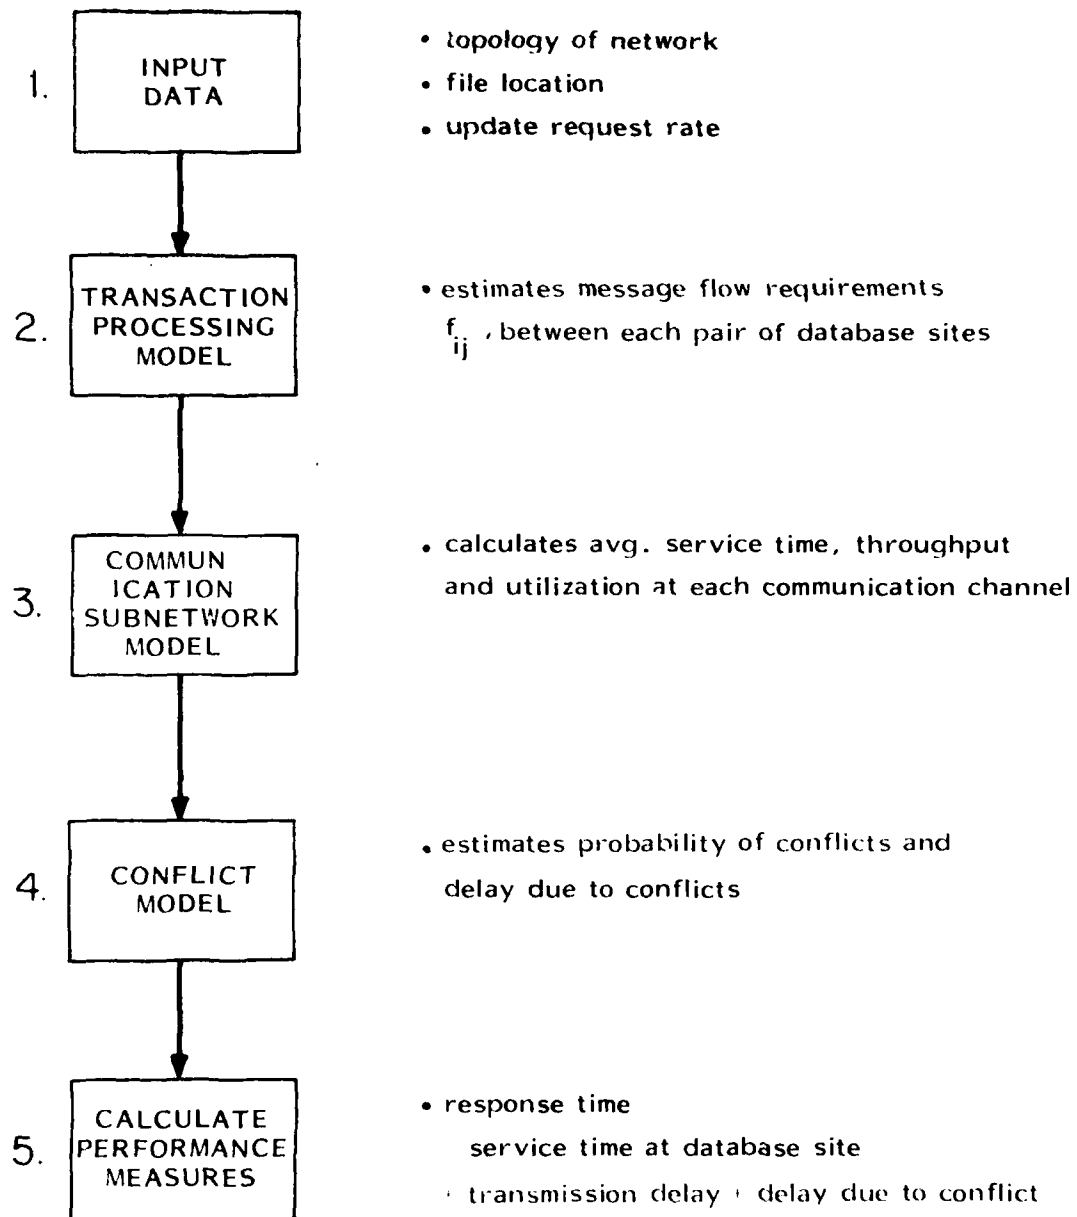 1.
INPUT
DATA
• topology of network
• file location
• update request rate
2.
TRANSACTION
PROCESSING
MODEL
• estimates message flow requirements
f ij , between each pair of database sites
3.
COMMUN
ICATION
SUBNETWORK
MODEL
• calculates avg. service time, throughput
and utilization at each communication channel
4.
CONFLICT
MODEL
• estimates probability of conflicts and
delay due to conflicts
5.
CALCULATE
PERFORMANCE
MEASURES
• response time
service time at database site
+ transmission delay + delay due to conflict